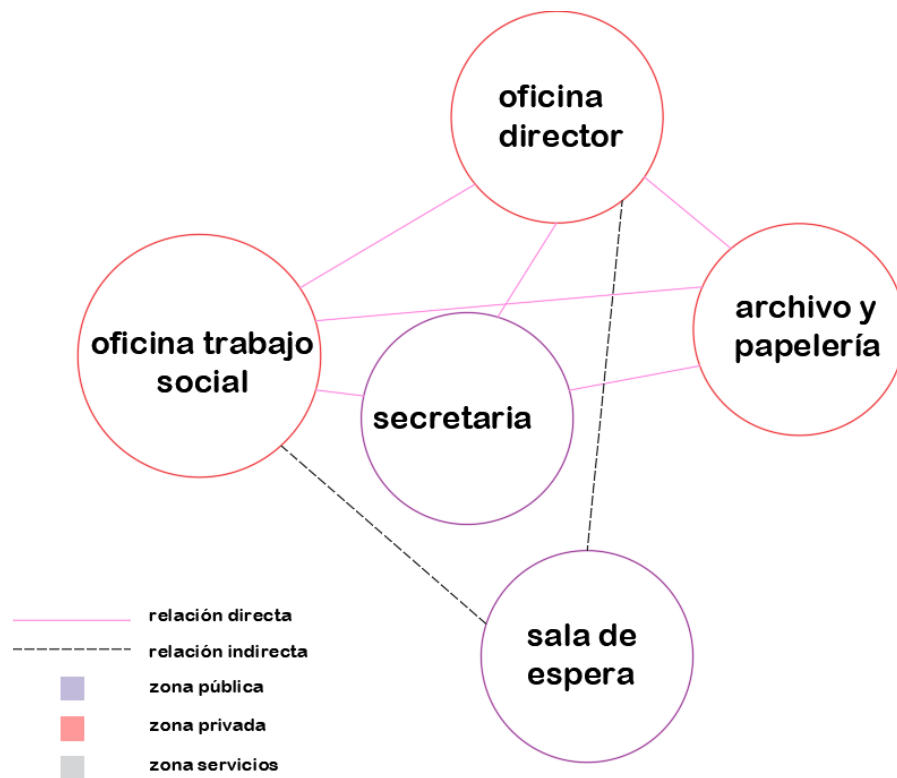 oficina
director
archivo y
papelería
oficina trabajo
social
secretaria
sala de
espera
relación directa
relación indirecta
zona pública
zona privada
zona servicios